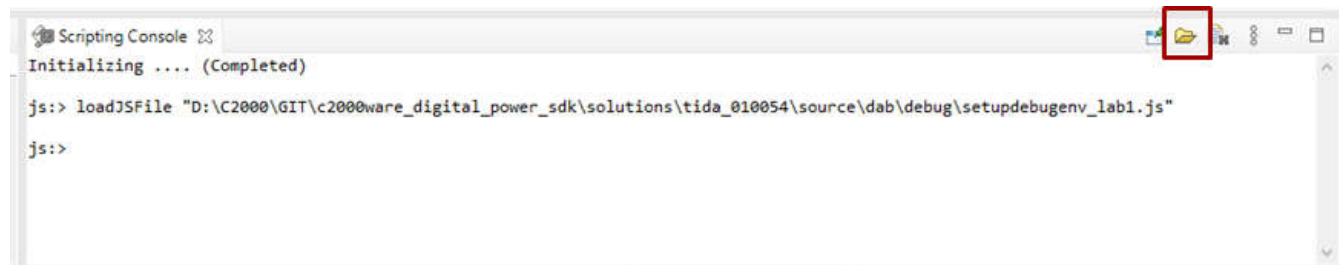 Scripting Console
Initializing .... (Completed)
js:> loadJSFile "D:\C2000\GIT\c2000ware_digital_power_sdk\solutions\tida_010054\source\dab\debug\setupdebugenv_lab1.js"
js:>